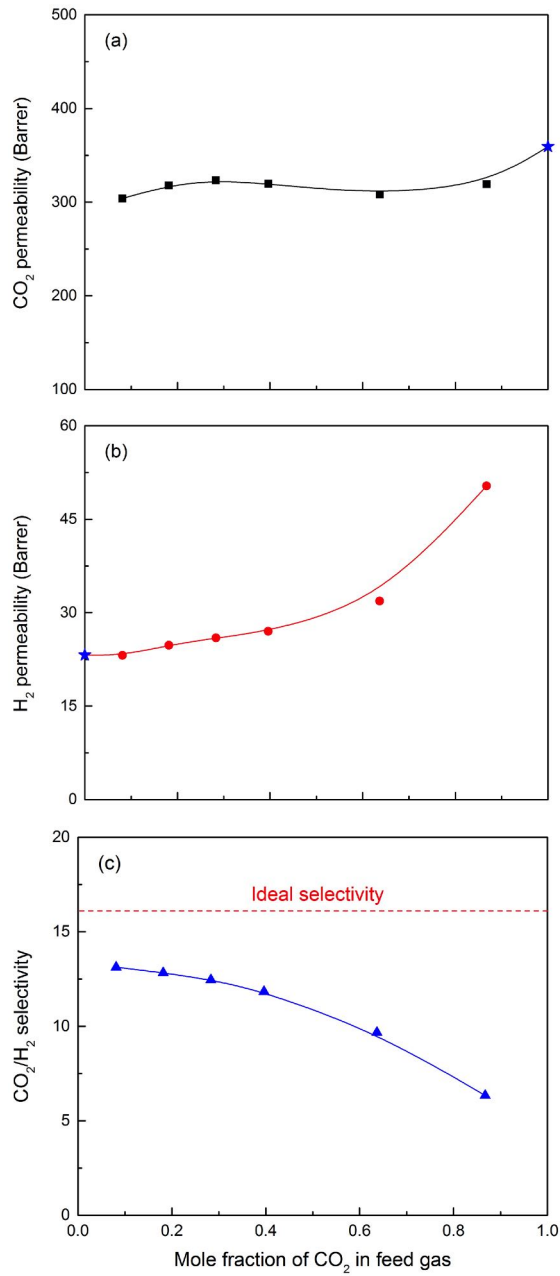 (a)
500
400
300
200
100
CO₂ permeability (Barrer)
(b)
60
45
30
15
0
H₂ permeability (Barrer)
(c)
20
15
10
5
0
CO₂/H₂ selectivity
Ideal selectivity
0.0 0.2 0.4 0.6 0.8 1.0
Mole fraction of CO₂ in feed gas